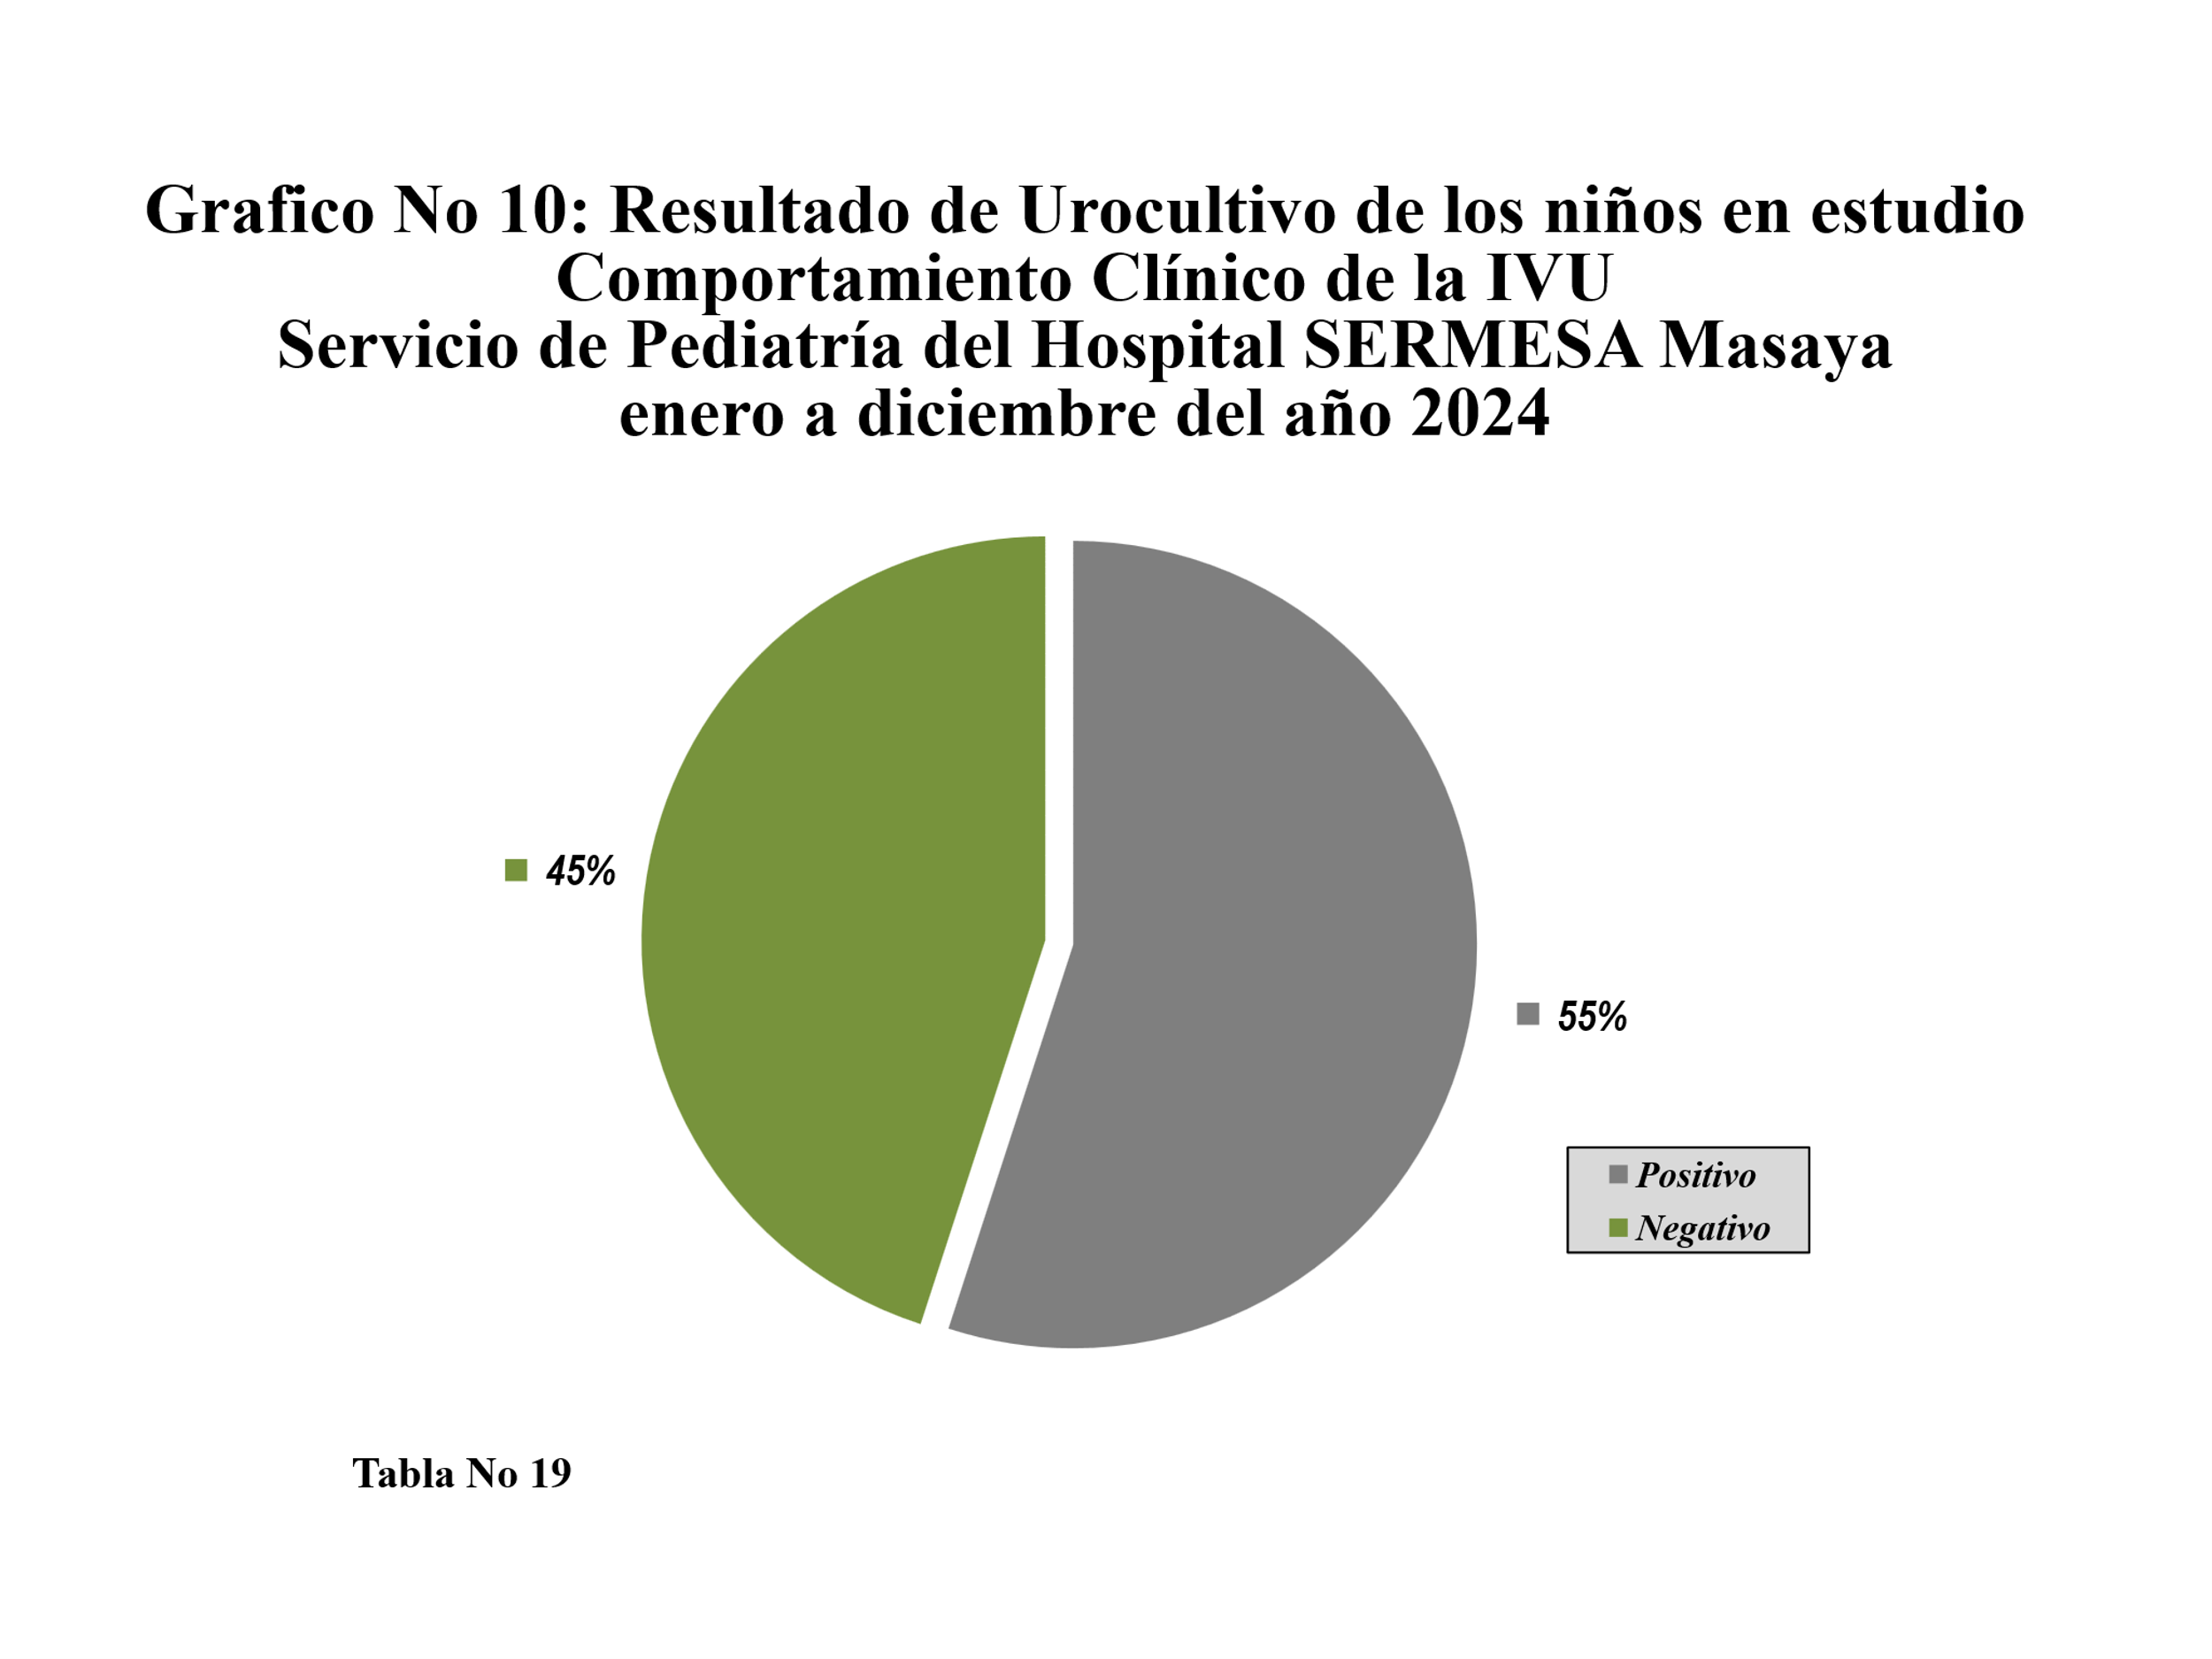 Grafico No 10: Resultado de Urocultivo de los niños en estudio
Comportamiento Clínico de la IVU
Servicio de Pediatría del Hospital SERMESA Masaya
enero a diciembre del año 2024
45%
55%
Positivo
Negativo
Tabla No 19